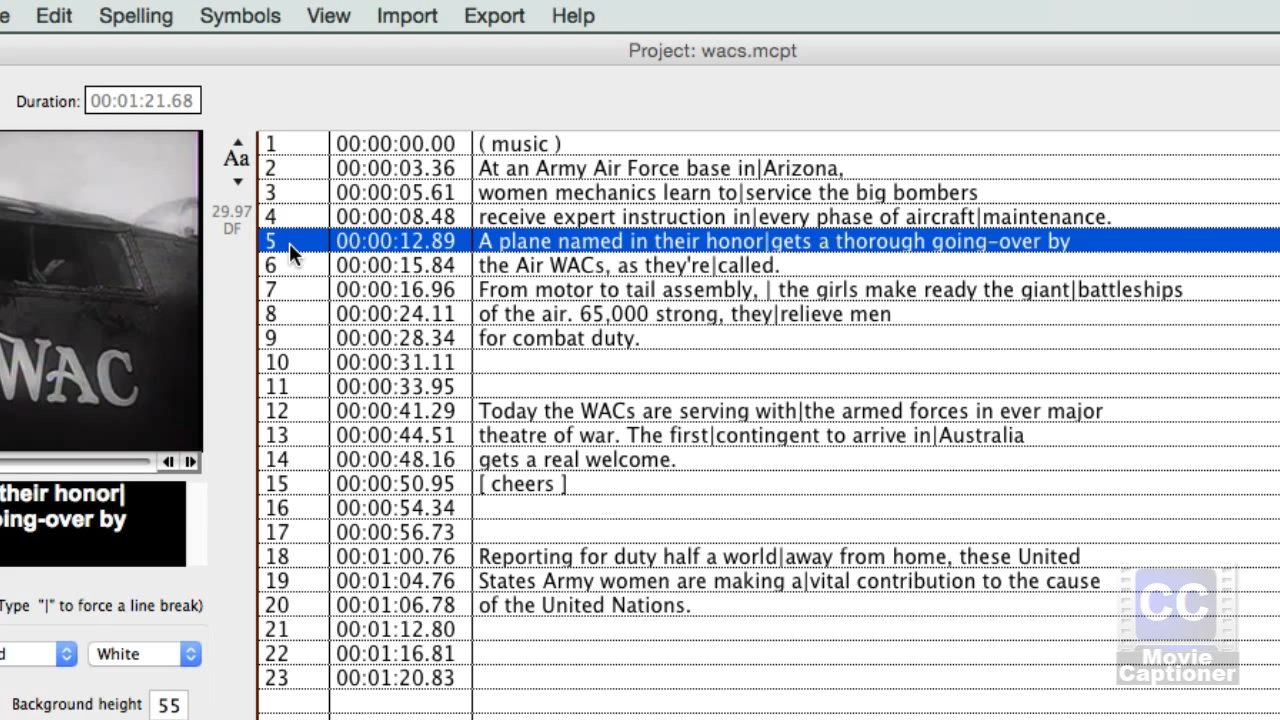 e Edit Spelling Symbols View Import Export Help
Project: wacs.mcpt
Duration: 00:01:21.68
Aa
29.97
DF
WAC
1 00:00:00.00 ( music )
2 00:00:03.36 At an Army Air Force base in|Arizona,
3 00:00:05.61 women mechanics learn to|service the big bombers
4 00:00:08.48 receive expert instruction in|every phase of aircraft|maintenance.
5 00:00:12.89 A plane named in their honor|gets a thorough going-over by
6 00:00:15.84 the Air WACs, as they're|called.
7 00:00:16.96 From motor to tail assembly, | the girls make ready the giant|battleships
8 00:00:24.11 of the air. 65,000 strong, they|relieve men
9 00:00:28.34 for combat duty.
10 00:00:31.11
11 00:00:33.95
12 00:00:41.29 Today the WACs are serving with|the armed forces in ever major
13 00:00:44.51 theatre of war. The first|contingent to arrive in|Australia
14 00:00:48.16 gets a real welcome.
15 00:00:50.95 [ cheers ]
16 00:00:54.34
17 00:00:56.73
18 00:01:00.76 Reporting for duty half a world|away from home, these United
19 00:01:04.76 States Army women are making a|vital contribution to the cause
20 00:01:06.78 of the United Nations.
21 00:01:12.80
22 00:01:16.81
23 00:01:20.83
their honor|
oing-over by
Type "|" to force a line break)
d White
Background height 55
CC
Movie
Captioner